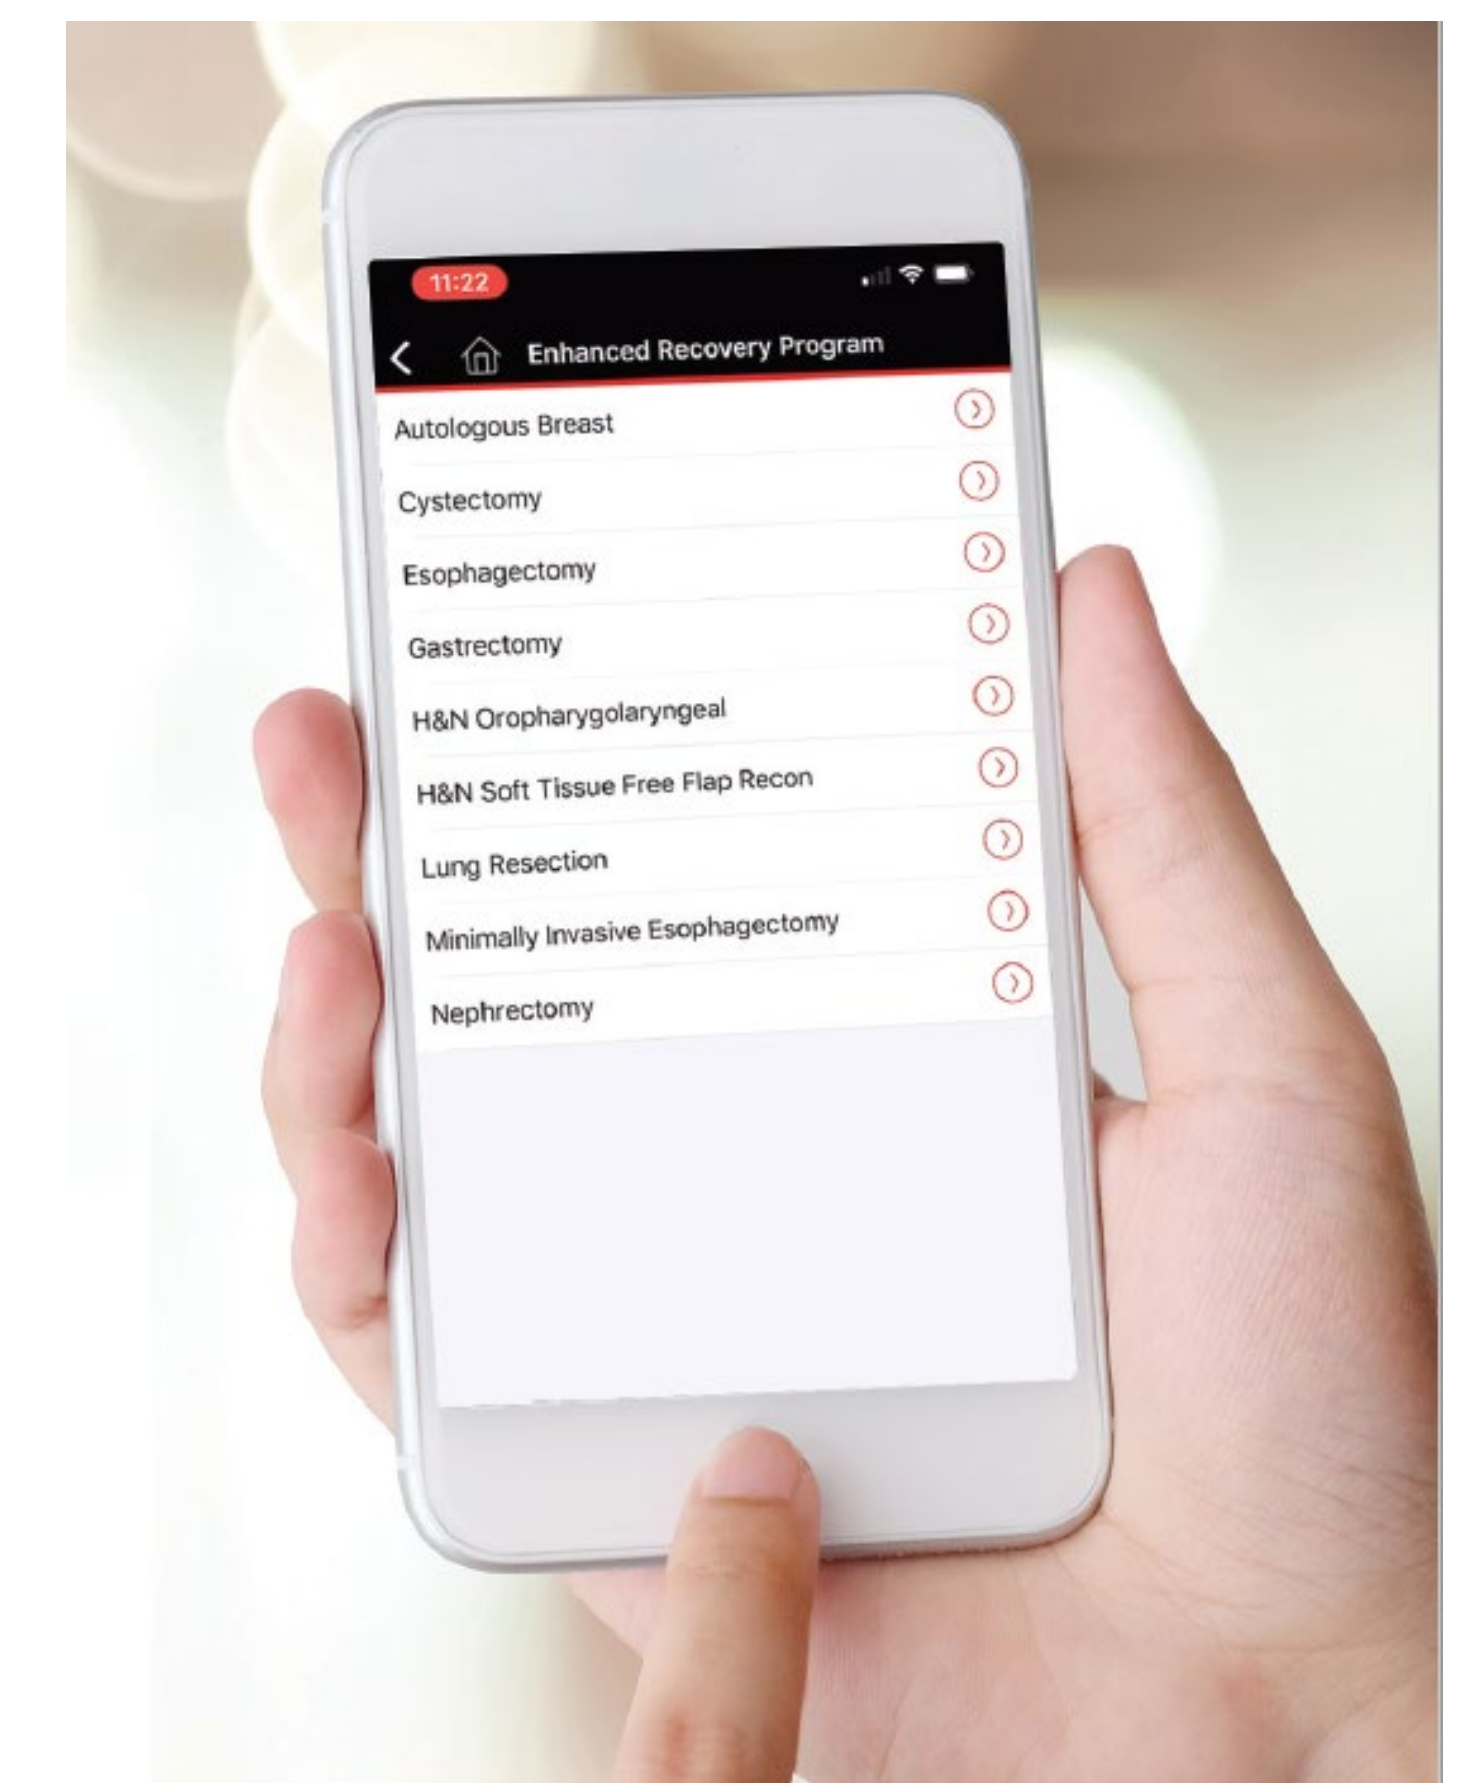 11:22
Enhanced Recovery Program
Autologous Breast
Cystectomy
Esophagectomy
Gastrectomy
H&N Oropharygolaryngeal
H&N Soft Tissue Free Flap Recon
Lung Resection
Minimally Invasive Esophagectomy
Nephrectomy